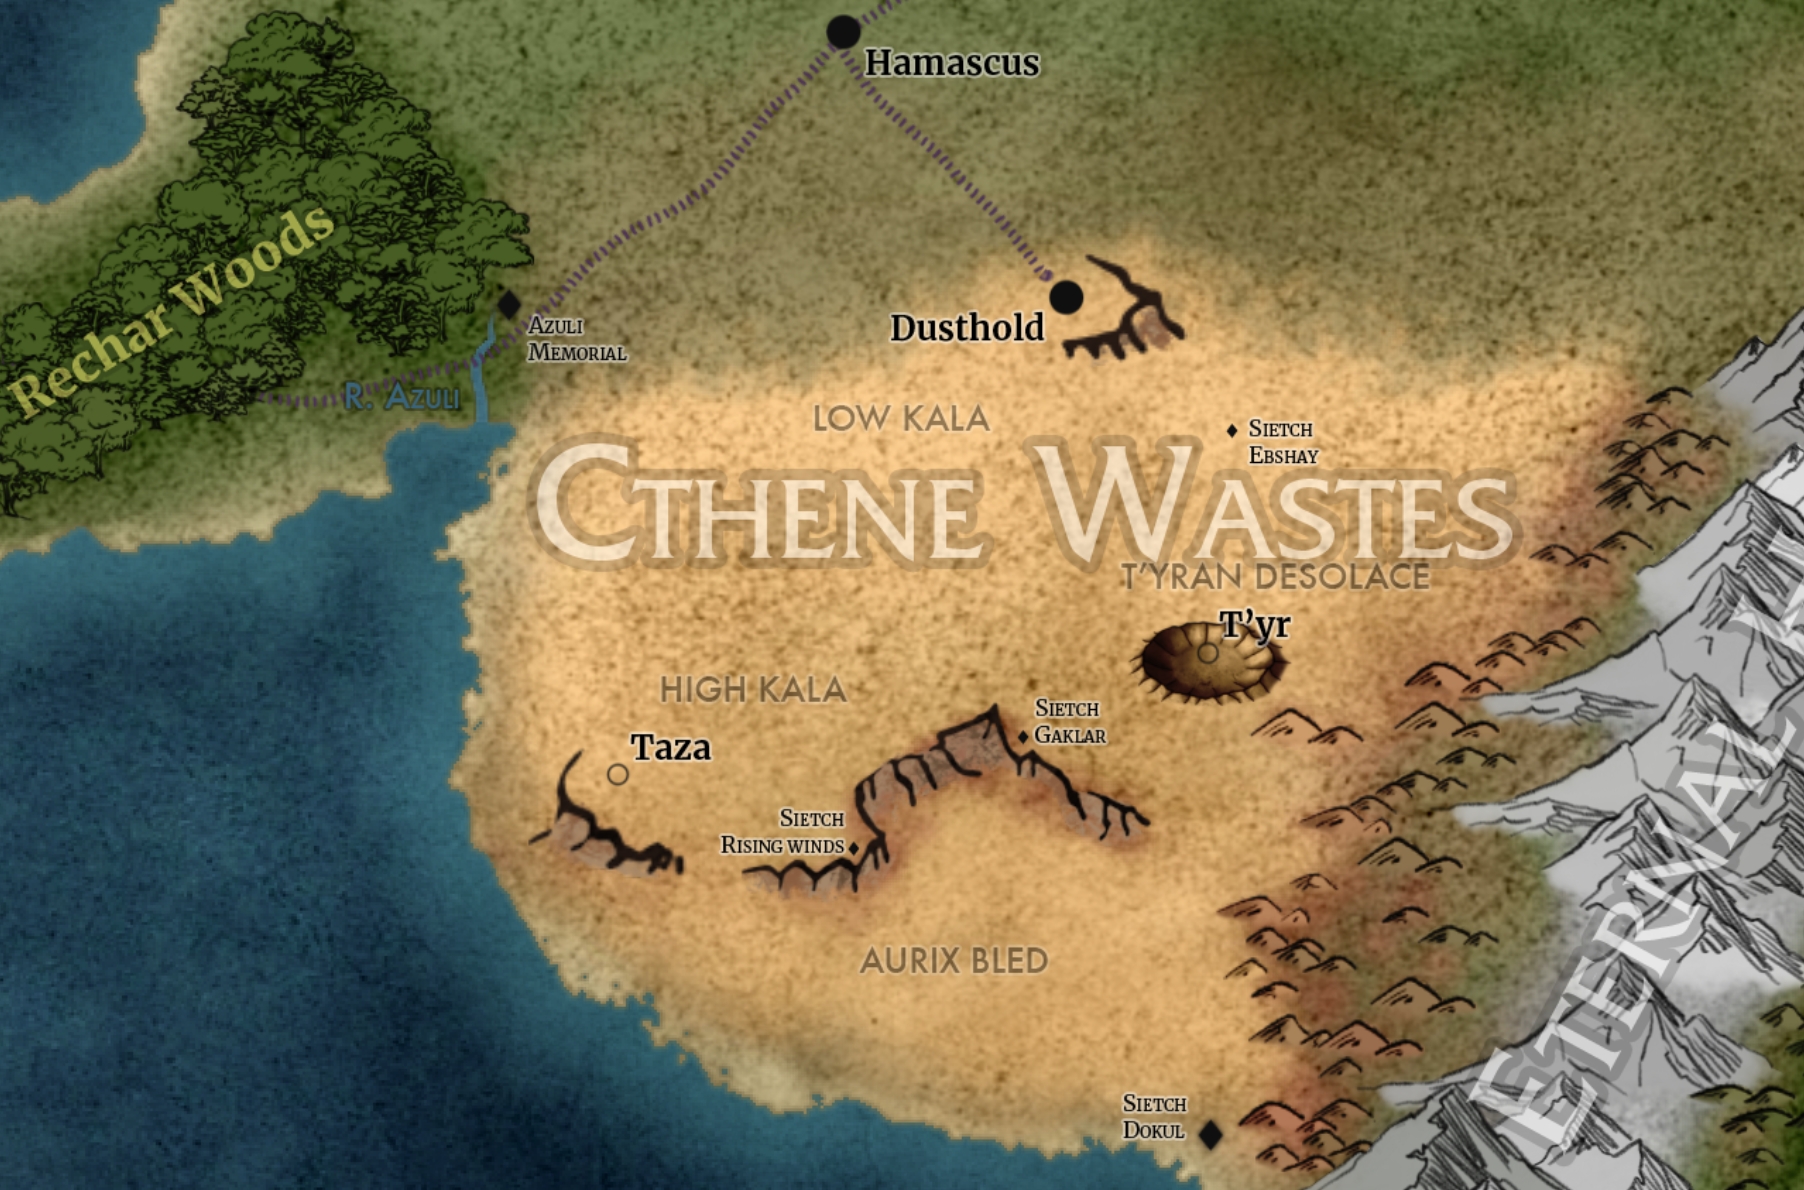 Hamascus
Rechar Woods
Azuli
Memorial
Dusthold
R. Azuli
LOW KALA
Sietch
Ebshay
Cthene Wastes
T'YRAN DESOLACE
T'yr
HIGH KALA
Sietch
Gaklar
Taza
Sietch
Rising winds
AURIX BLED
Eternal
Sietch
Dokul